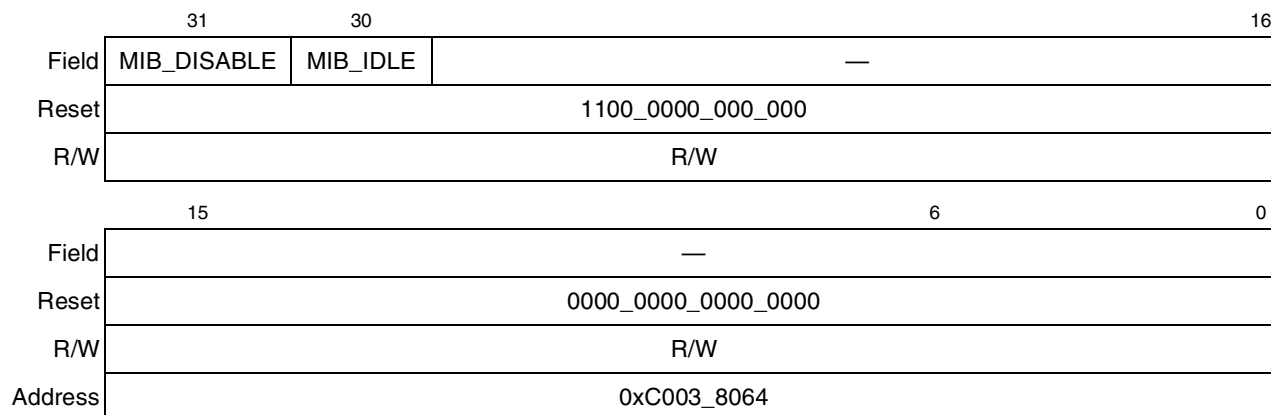 31 30 16
Field MIB_DISABLE MIB_IDLE —
Reset 1100_0000_000_000
R/W R/W
15 6 0
Field —
Reset 0000_0000_0000_0000
R/W R/W
Address 0xC003_8064